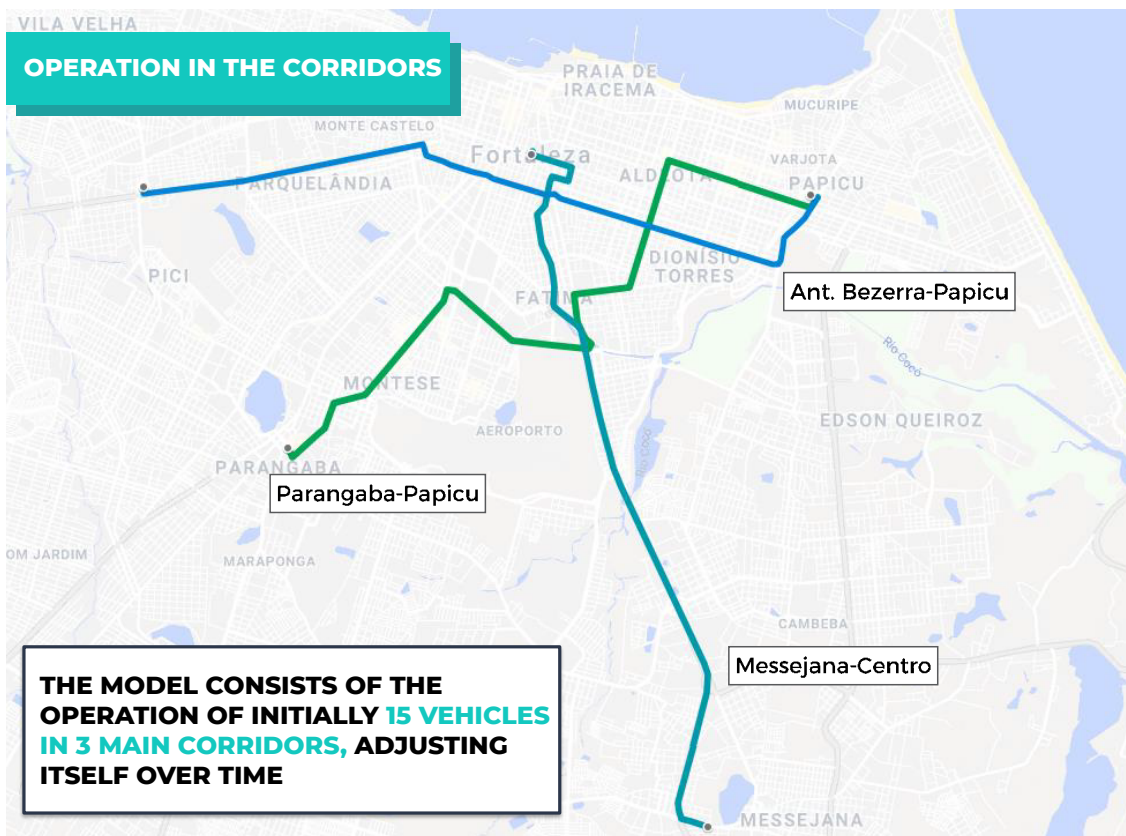 VILA VELHA
OPERATION IN THE CORRIDORS
PRAIA DE
IRACEMA
MUCURIPE
MONTE CASTELO
Fortaleza
VARJOTA
PARQUELÂNDIA
ALDEOTA
PAPICU
DIONÍSIO
TORRES
PICI
FÁTIMA
Ant. Bezerra-Papicu
Rio Cocó
MONTESE
EDSON QUEIROZ
AEROPORTO
Rio Cocó
PARANGABA
Parangaba-Papicu
OM JARDIM
MARAPONGA
CAMBEBA
Messejana-Centro
THE MODEL CONSISTS OF THE
OPERATION OF INITIALLY 15 VEHICLES
IN 3 MAIN CORRIDORS, ADJUSTING
ITSELF OVER TIME
MESSEJANA